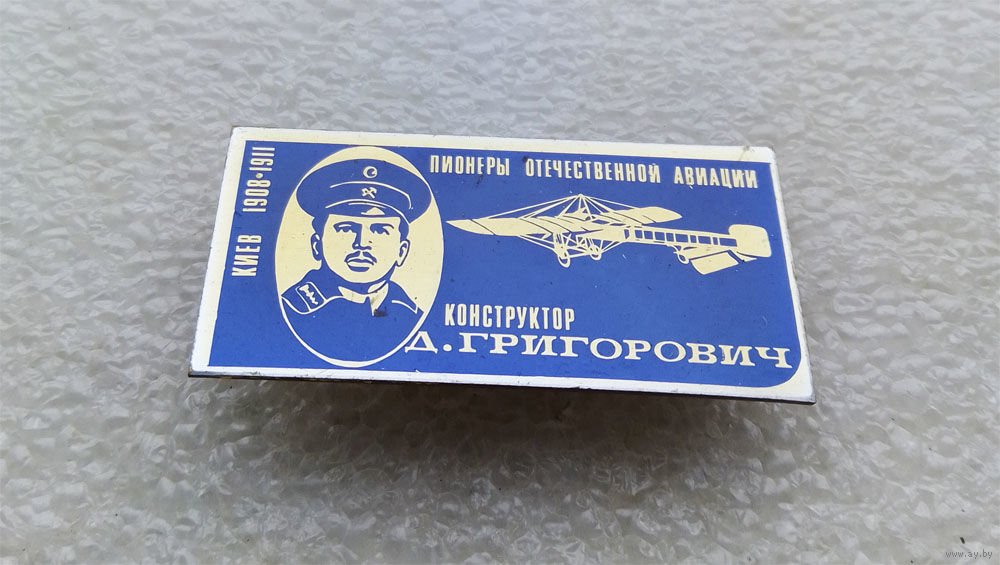 КИЕВ 1908•1911
ПИОНЕРЫ ОТЕЧЕСТВЕННОЙ АВИАЦИИ
КОНСТРУКТОР
Д.ГРИГОРОВИЧ
www.ay.by